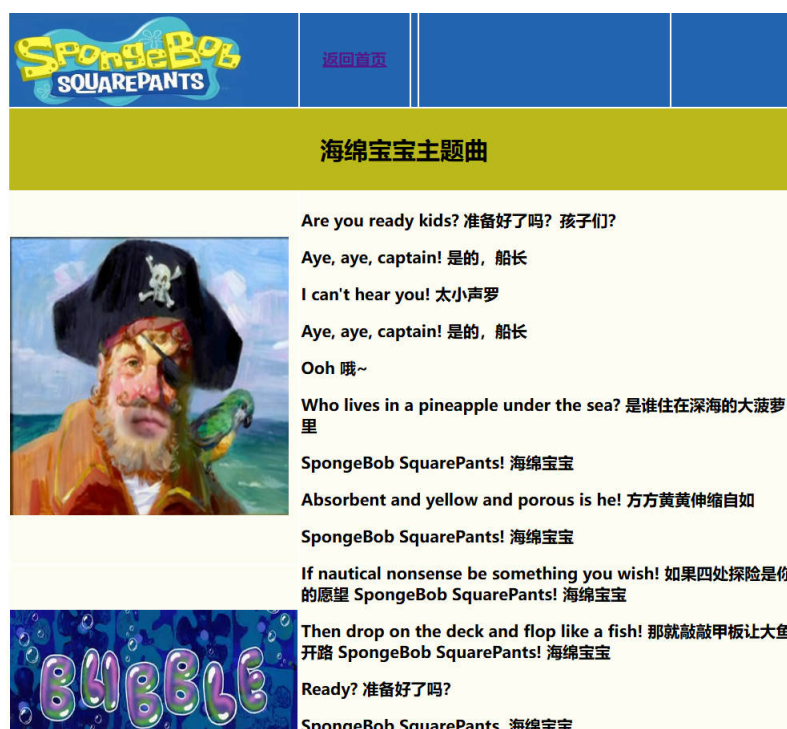 SPONGEBOB
SQUAREPANTS
返回首页
海绵宝宝主题曲
Are you ready kids? 准备好了吗？孩子们?
Aye, aye, captain! 是的，船长
I can't hear you! 太小声罗
Aye, aye, captain! 是的，船长
Ooh 哦~
Who lives in a pineapple under the sea? 是谁住在深海的大菠萝
里
SpongeBob SquarePants! 海绵宝宝
Absorbent and yellow and porous is he! 方方黄黄伸缩自如
SpongeBob SquarePants! 海绵宝宝
If nautical nonsense be something you wish! 如果四处探险是你
的愿望 SpongeBob SquarePants! 海绵宝宝
Then drop on the deck and flop like a fish! 那就敲敲甲板让大鱼
开路 SpongeBob SquarePants! 海绵宝宝
Ready? 准备好了吗?
SpongeBob SquarePants 海绵宝宝
BUBBLE